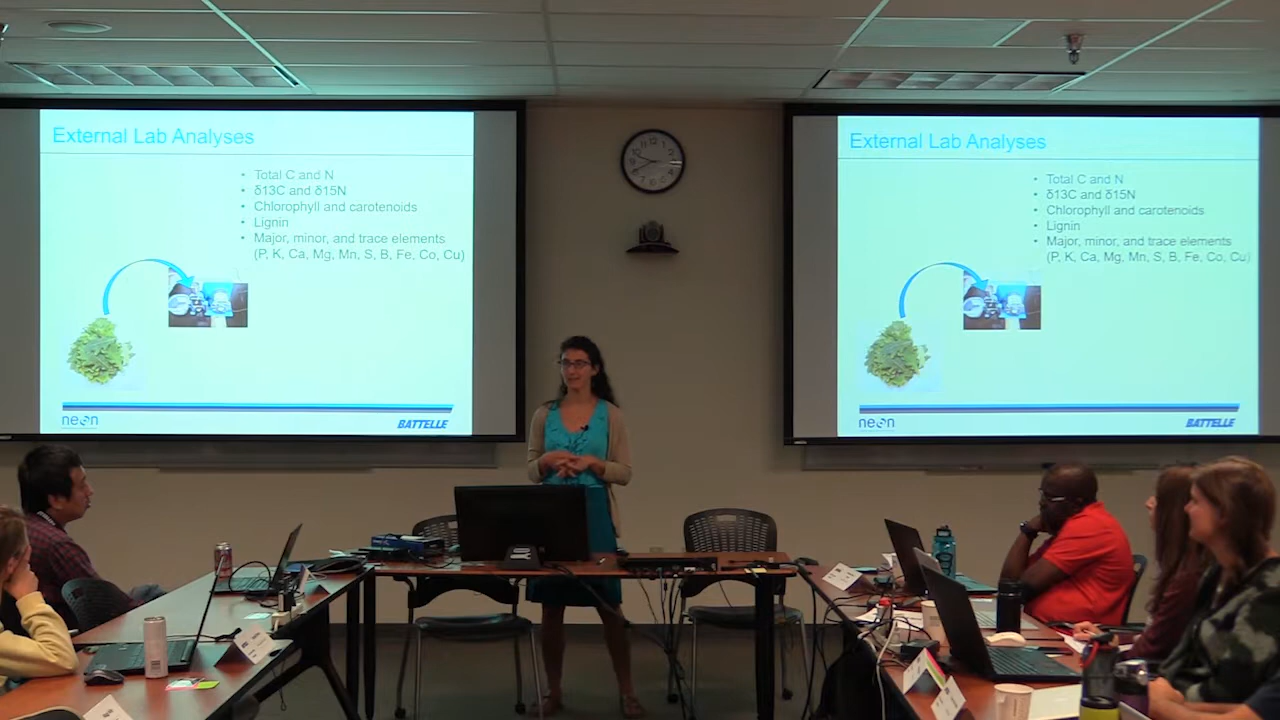 External Lab Analyses
• Total C and N
• δ13C and δ15N
• Chlorophyll and carotenoids
• Lignin
• Major, minor, and trace elements
(P, K, Ca, Mg, Mn, S, B, Fe, Co, Cu)
neon
BATTELLE
External Lab Analyses
• Total C and N
• δ13C and δ15N
• Chlorophyll and carotenoids
• Lignin
• Major, minor, and trace elements
(P, K, Ca, Mg, Mn, S, B, Fe, Co, Cu)
neon
BATTELLE